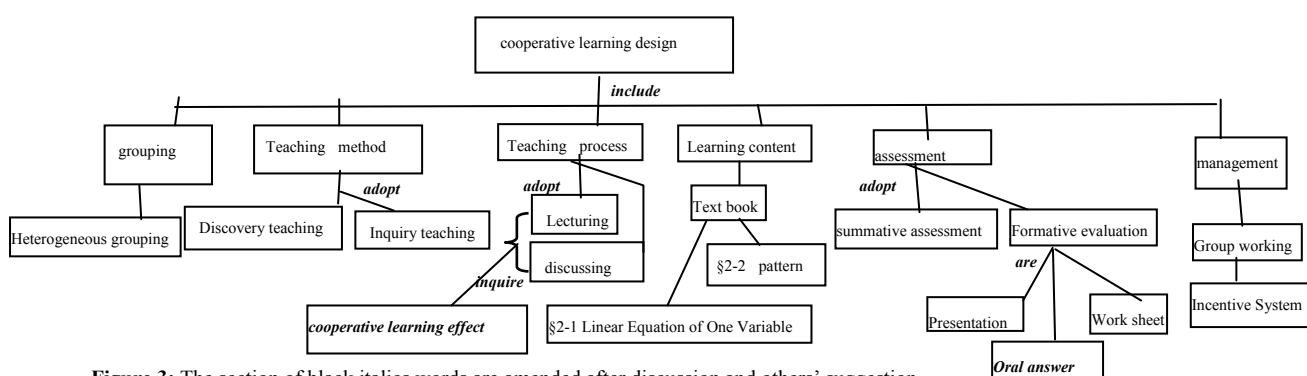 cooperative learning design
include
grouping
Teaching method
Teaching process
Learning content
assessment
management
adopt
adopt
adopt
Heterogeneous grouping
Discovery teaching
Inquiry teaching
Lecturing
discussing
Text book
§2-2 pattern
summative assessment
Formative evaluation
Group working
inquire
are
cooperative learning effect
§2-1 Linear Equation of One Variable
Presentation
Work sheet
Incentive System
Oral answer
Figure 3: The section of black italics words are amended after discussion and others' suggestion